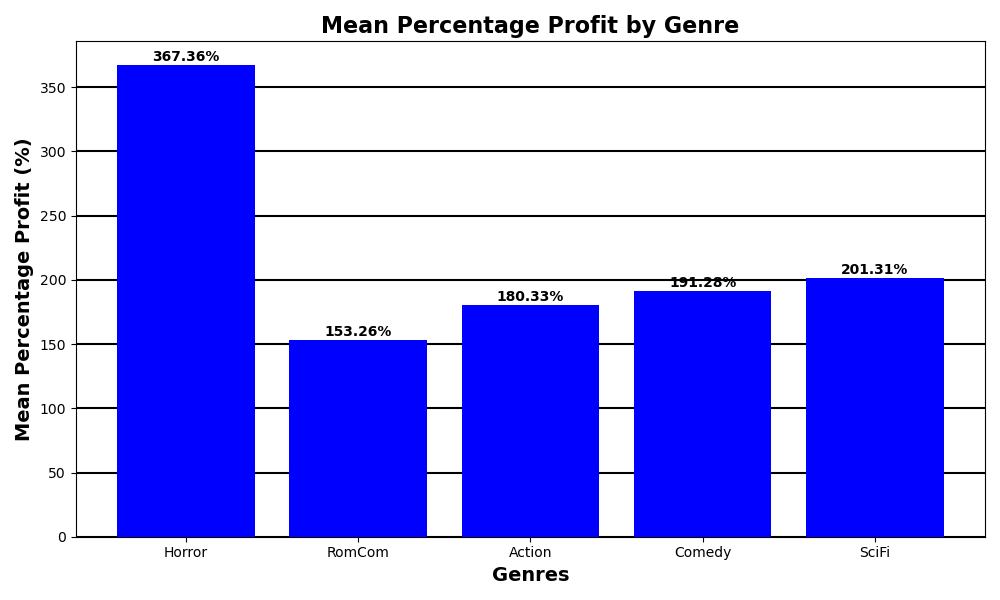 Mean Percentage Profit by Genre
Mean Percentage Profit (%)
350
300
250
200
150
100
50
0
367.36%
153.26%
180.33%
191.28%
201.31%
Horror
RomCom
Action
Comedy
SciFi
Genres